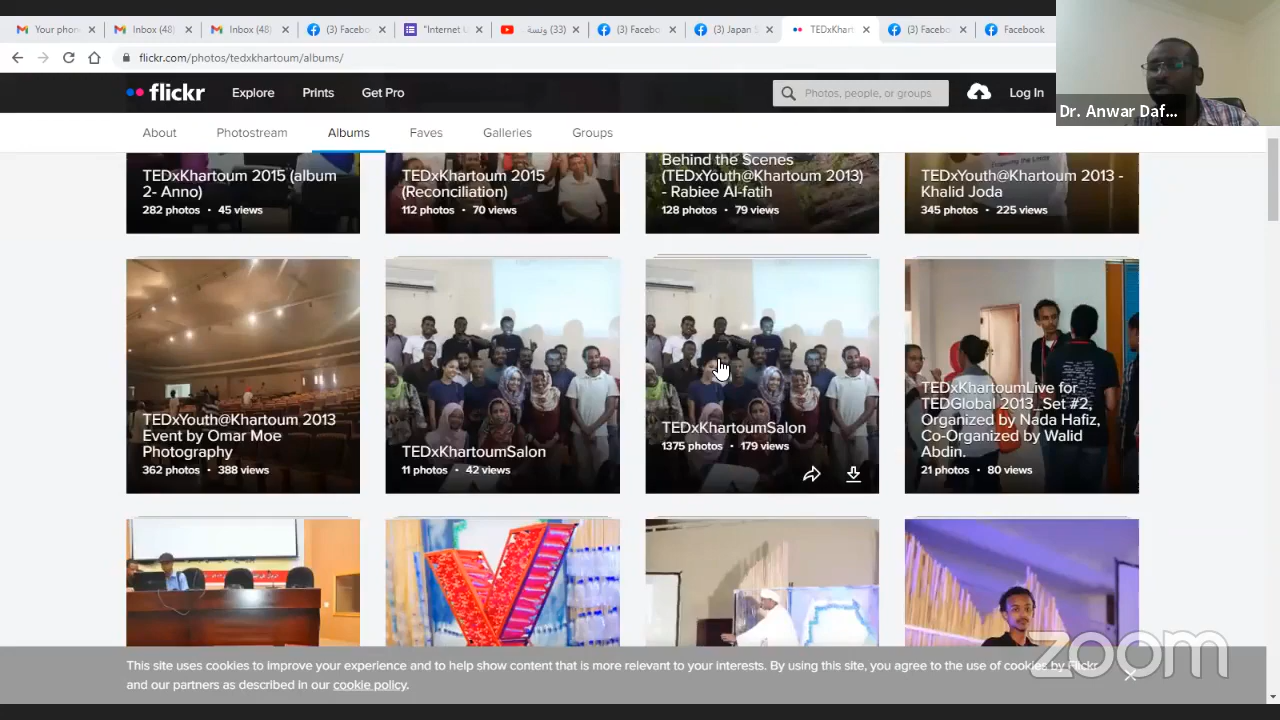 Your phon
Inbox (48)
Inbox (48)
(3) Facebo
"Internet U
(33) ونسة
(3) Facebo
(3) Japan S
TEDxKhart
(3) Facebo
Facebook
flickr.com/photos/tedxkhartoum/albums/
flickr
Explore
Prints
Get Pro
Photos, people, or groups
Log In
Dr. Anwar Daf...
About
Photostream
Albums
Faves
Galleries
Groups
TEDxKhartoum 2015 (album
2- Anno)
282 photos • 45 views
TEDxKhartoum 2015
(Reconciliation)
112 photos • 70 views
Behind the Scenes
(TEDxYouth@Khartoum 2013)
- Rabiee Al-fatih
128 photos • 79 views
TEDxYouth@Khartoum 2013 -
Khalid Joda
345 photos • 225 views
TEDxYouth@Khartoum 2013
Event by Omar Moe
Photography
362 photos • 388 views
TEDxKhartoumSalon
11 photos • 42 views
TEDxKhartoumSalon
1375 photos • 179 views
TEDxKhartoumLive for
TEDGlobal 2013_Set #2,
Organized by Nada Hafiz,
Co-Organized by Walid
Abdin.
21 photos • 80 views
This site uses cookies to improve your experience and to help show content that is more relevant to your interests. By using this site, you agree to the use of cookies by Flickr
and our partners as described in our cookie policy.
zoom